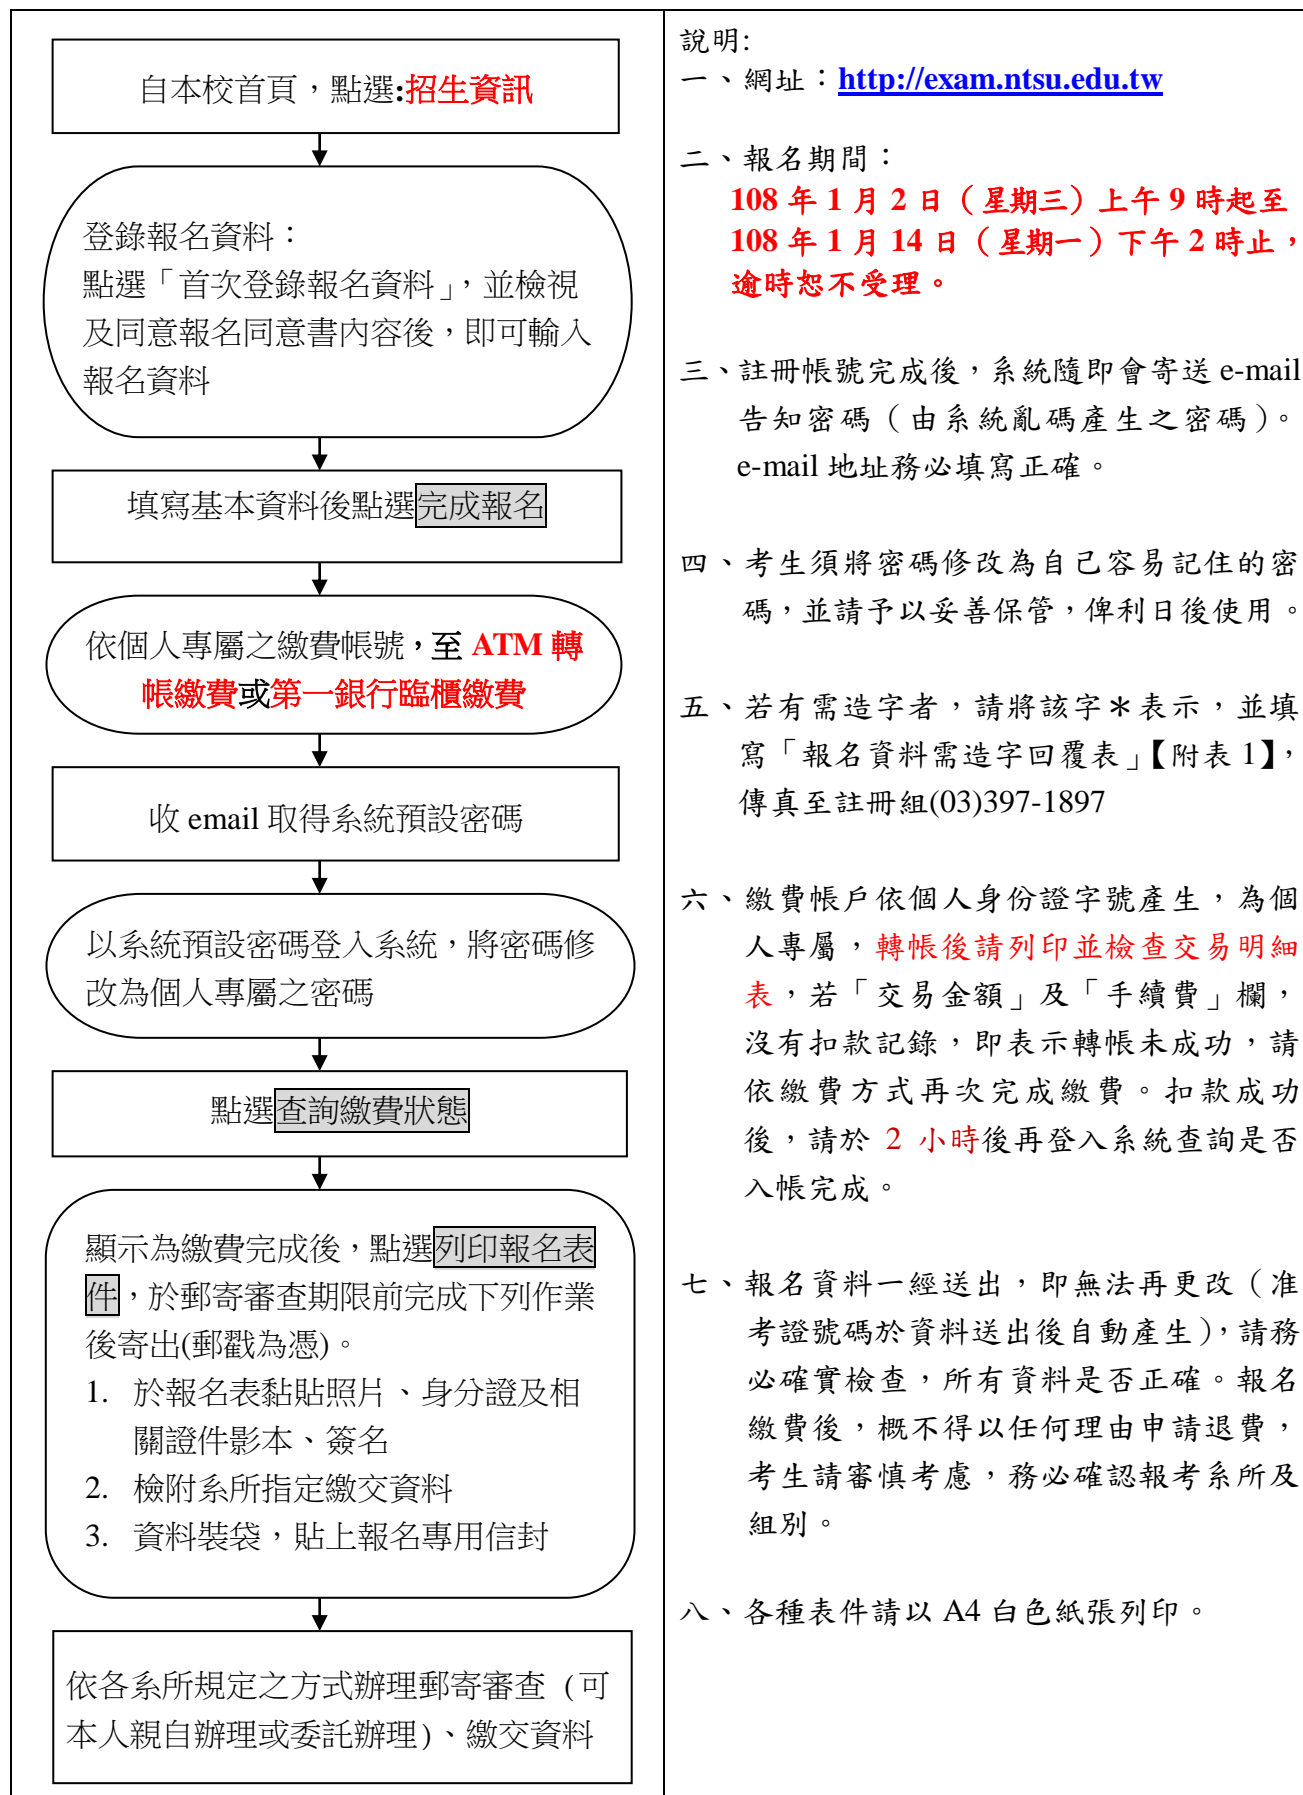 自本校首頁，點選:招生資訊
登錄報名資料：
點選「首次登錄報名資料」，並檢視
及同意報名同意書內容後，即可輸入
報名資料
填寫基本資料後點選完成報名
依個人專屬之繳費帳號，至 ATM 轉
帳繳費或第一銀行臨櫃繳費
收 email 取得系統預設密碼
以系統預設密碼登入系統，將密碼修
改為個人專屬之密碼
點選查詢繳費狀態
顯示為繳費完成後，點選列印報名表
件，於郵寄審查期限前完成下列作業
後寄出(郵戳為憑)。
1. 於報名表黏貼照片、身分證及相
關證件影本、簽名
2. 檢附系所指定繳交資料
3. 資料裝袋，貼上報名專用信封
依各系所規定之方式辦理郵寄審查（可
本人親自辦理或委託辦理)、繳交資料
說明:
一、網址：http://exam.ntsu.edu.tw
二、報名期間：
108 年 1 月 2 日（星期三）上午 9 時起至
108 年 1 月 14 日（星期一）下午 2 時止，
逾時恕不受理。
三、註冊帳號完成後，系統隨即會寄送 e-mail
告知密碼（由系統亂碼產生之密碼）。
e-mail 地址務必填寫正確。
四、考生須將密碼修改為自己容易記住的密
碼，並請予以妥善保管，俾利日後使用。
五、若有需造字者，請將該字＊表示，並填
寫「報名資料需造字回覆表」【附表 1】，
傳真至註冊組(03)397-1897
六、繳費帳戶依個人身份證字號產生，為個
人專屬，轉帳後請列印並檢查交易明細
表，若「交易金額」及「手續費」欄，
沒有扣款記錄，即表示轉帳未成功，請
依繳費方式再次完成繳費。扣款成功
後，請於 2 小時後再登入系統查詢是否
入帳完成。
七、報名資料一經送出，即無法再更改（准
考證號碼於資料送出後自動產生），請務
必確實檢查，所有資料是否正確。報名
繳費後，概不得以任何理由申請退費，
考生請審慎考慮，務必確認報考系所及
組別。
八、各種表件請以 A4 白色紙張列印。